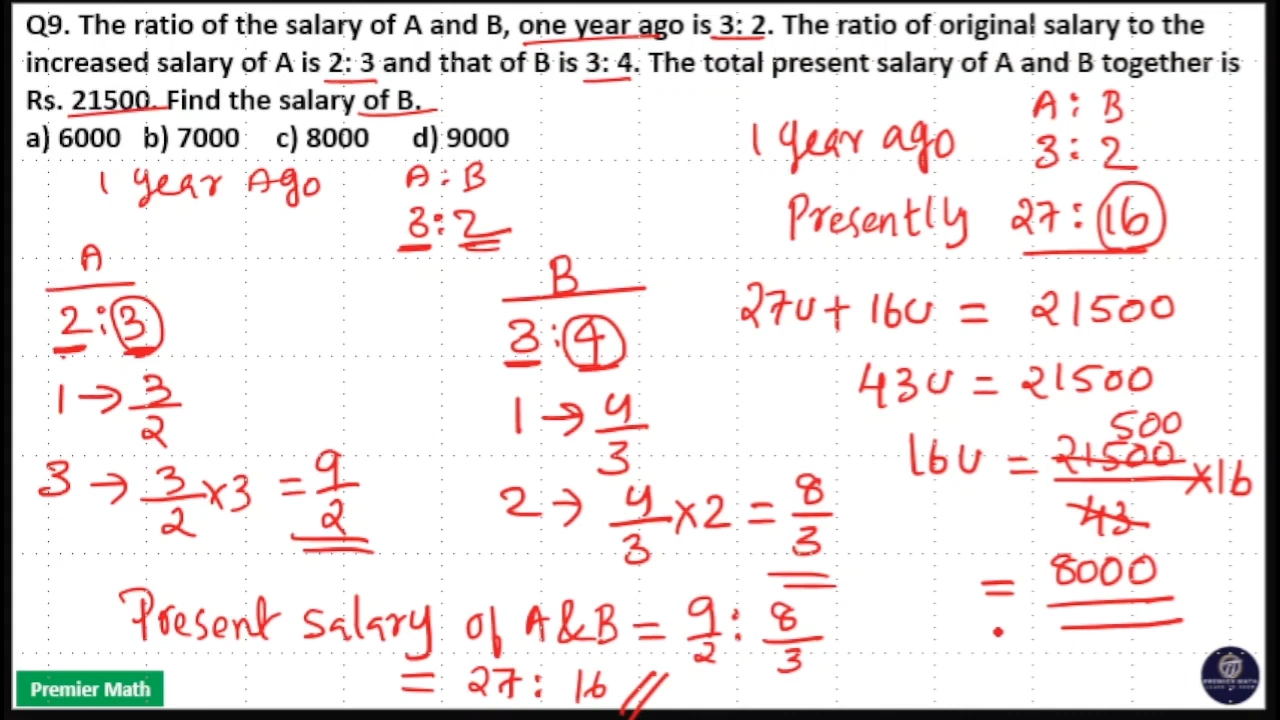 Q9. The ratio of the salary of A and B, one year ago is 3: 2. The ratio of original salary to the
increased salary of A is 2: 3 and that of B is 3: 4. The total present salary of A and B together is
Rs. 21500. Find the salary of B.
a) 6000 b) 7000 c) 8000 d) 9000
1 year Ago A : B
3 : 2
A
2 : 3
1 → 3/2
3 → 3/2 × 3 = 9/2
B
3 : 4
1 → 4/3
2 → 4/3 × 2 = 8/3
Present salary of A & B = 9/2 : 8/3
= 27 : 16 //
A : B
1 year ago 3 : 2
Presently 27 : 16
27U + 16U = 21500
43U = 21500
500
16U = 21500/43 × 16
= 8000
Premier Math
PREMIER MATH